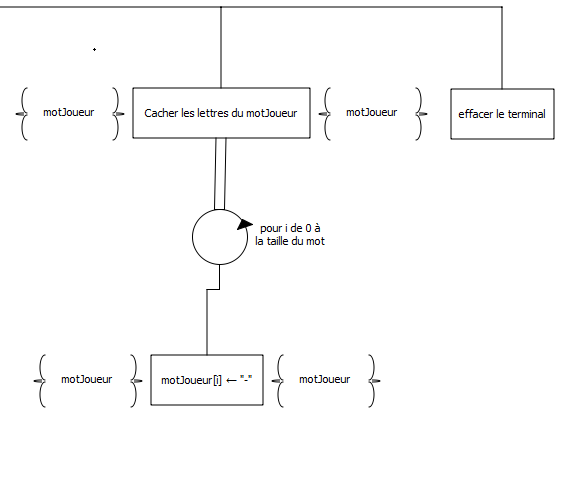 motJoueur
Cacher les lettres du motJoueur
motJoueur
effacer le terminal
pour i de 0 à
la taille du mot
motJoueur
motJoueur[i] ← "-"
motJoueur